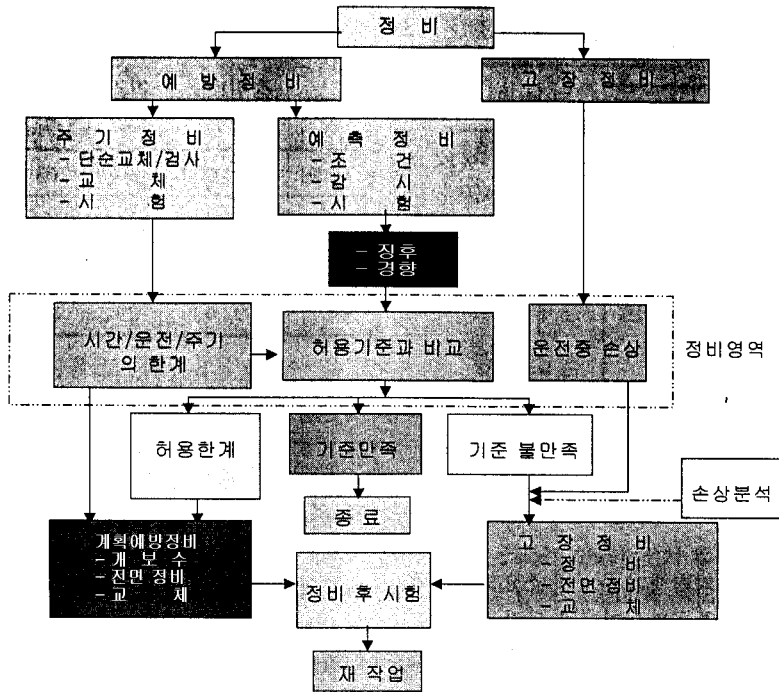 정 비
예 방 정 비
고 장 정 비
주 기 정 비
- 단순교체/검사
- 교 체
- 시 험
예 측 정 비
- 조 건
- 감 시
- 시 험
- 징후
- 경향
시간/운전/주기
의 한계
허용기준과 비교
운전중 손상
정비영역
허용한계
기준만족
기준 불만족
손상분석
종료
계획예방정비
- 개 보 수
- 전면 정비
- 교 체
정비 후 시험
고 장 정 비
- 정 비
- 전면 정비
- 교 체
재 작업